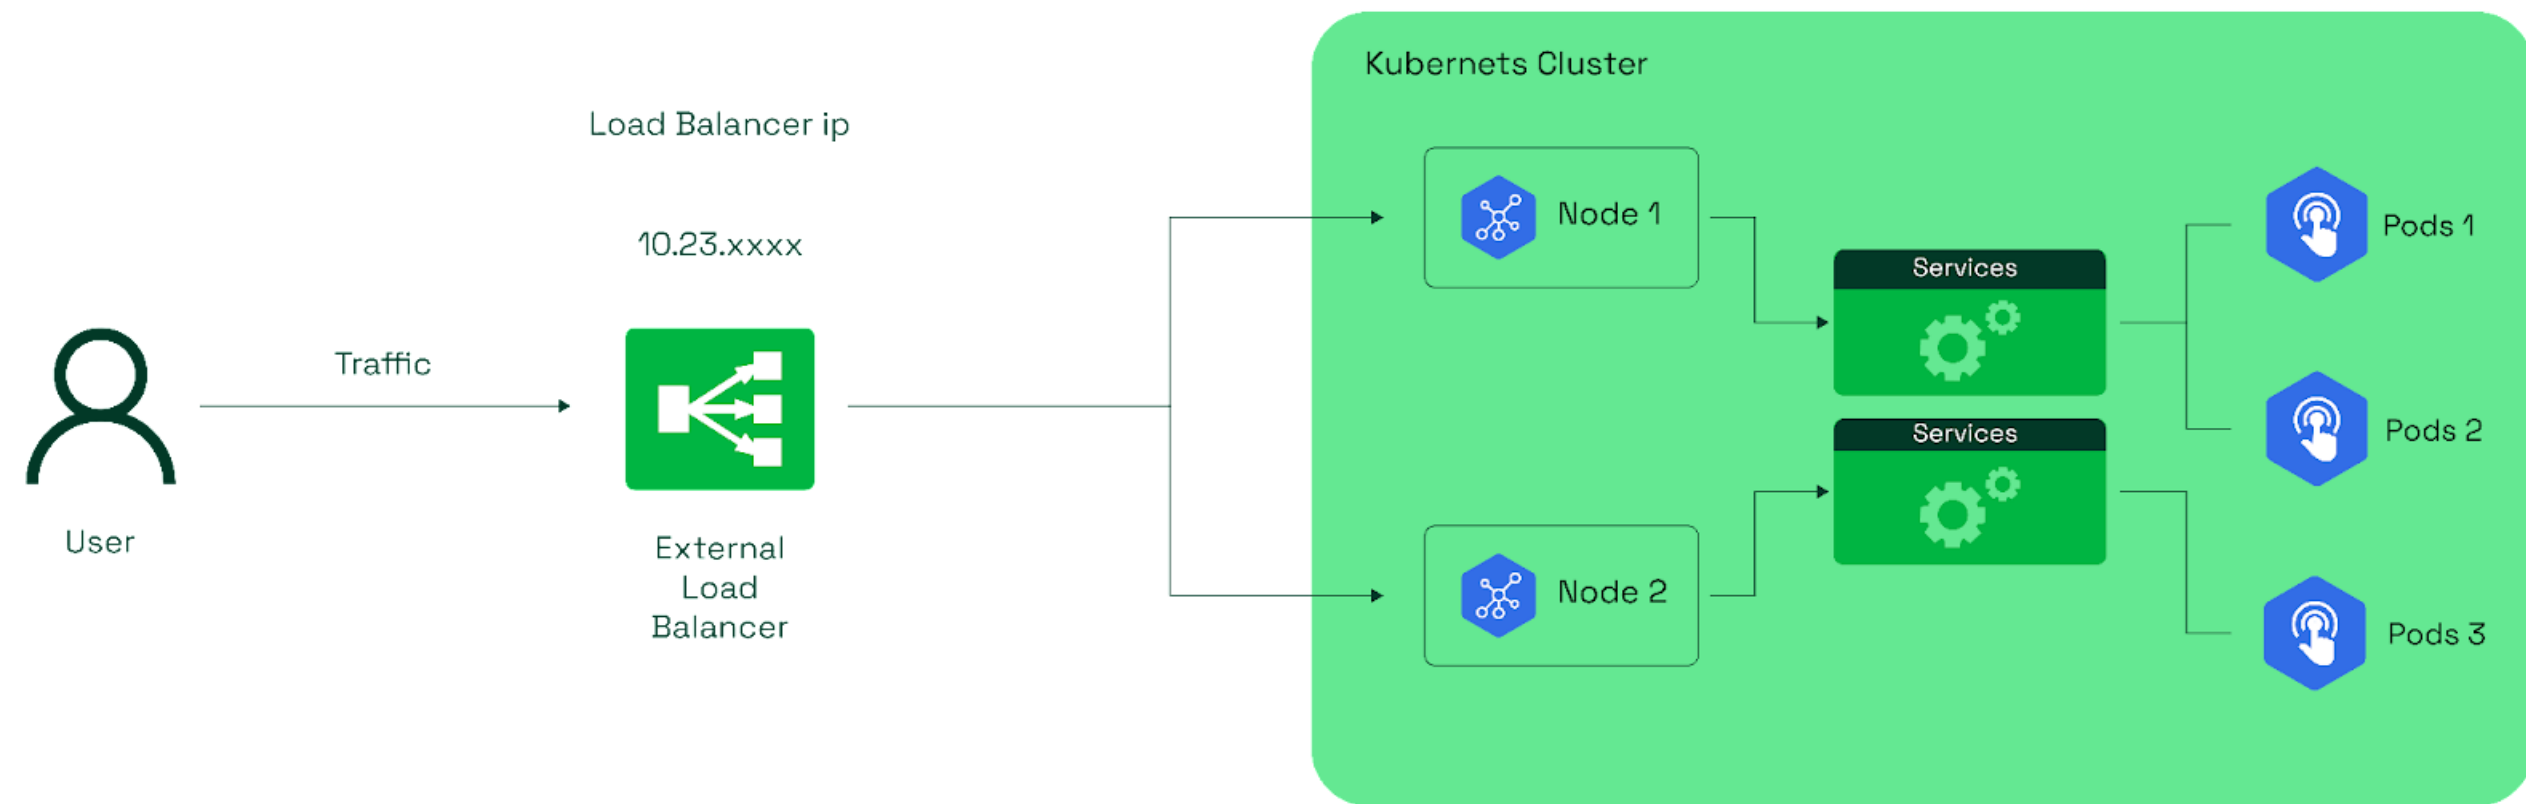 Kubernets Cluster
Load Balancer ip
10.23.xxxx
Traffic
User
External
Load
Balancer
Node 1
Node 2
Services
Services
Pods 1
Pods 2
Pods 3